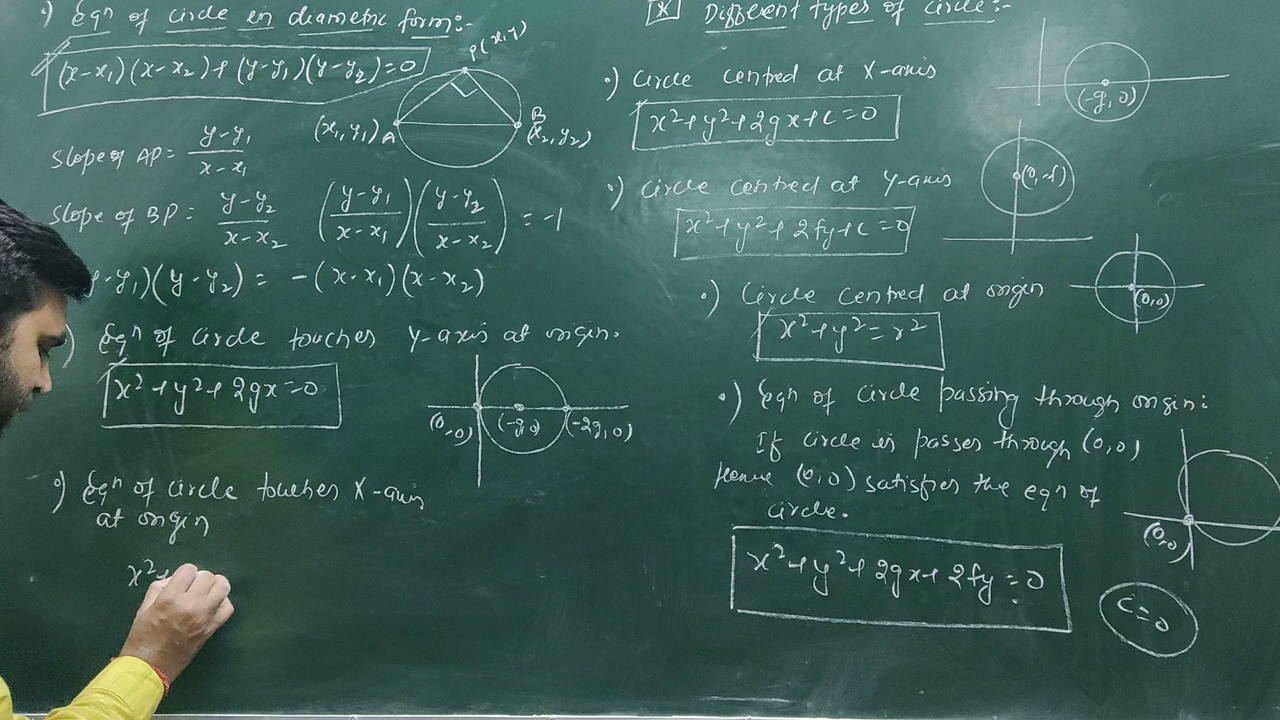 •) Eqn of circle in diametric form:-
(x-x₁)(x-x₂)+(y-y₁)(y-y₂)=0
P(x,y)
(x₁,y₁) A
B
(x₂,y₂)
Slope of AP = y-y₁/x-x₁
Slope of BP = y-y₂/x-x₂ (y-y₁/x-x₁)(y-y₂/x-x₂) = -1
y-y₁)(y-y₂) = -(x-x₁)(x-x₂)
) Eqn of circle touches Y-axis at origin.
x²+y²+2gx=0
(0,0) (-g,0) (-2g,0)
•) Eqn of circle touches X-axis
at origin
x²+
[*] Different types of circle:-
•) Circle centred at X-axis
x²+y²+2gx+c=0
(-g,0)
•) Circle centred at Y-axis
x²+y²+2fy+c=0
(0,-f)
•) Circle centred at origin
x²+y²=r²
(0,0)
•) Eqn of circle passing through origin:
If circle is passes through (0,0)
Hence (0,0) satisfies the eqn of
circle.
(0,0)
x²+y²+2gx+2fy=0
c=0